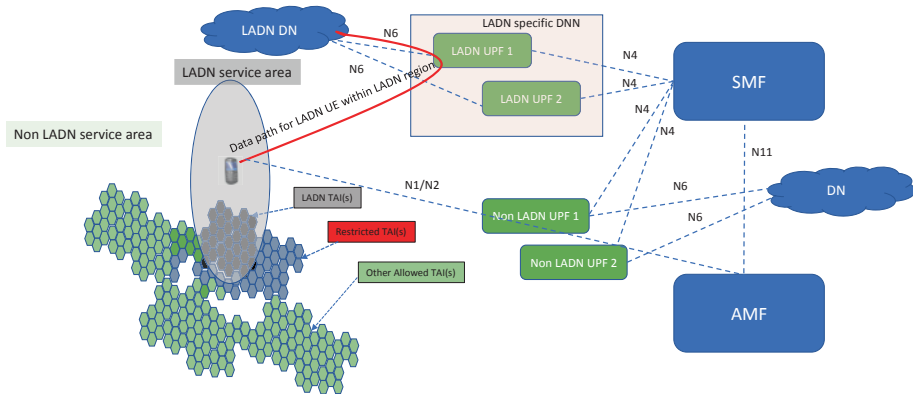 LADN DN
N6
LADN specific DNN
LADN UPF 1
N4
N6
LADN service area
LADN UPF 2
N4
SMF
Data path for LADN UE within LADN region
N4
N4
Non LADN service area
N11
N1/N2
N6
DN
LADN TAI(s)
Non LADN UPF 1
N6
Restricted TAI(s)
Non LADN UPF 2
Other Allowed TAI(s)
AMF